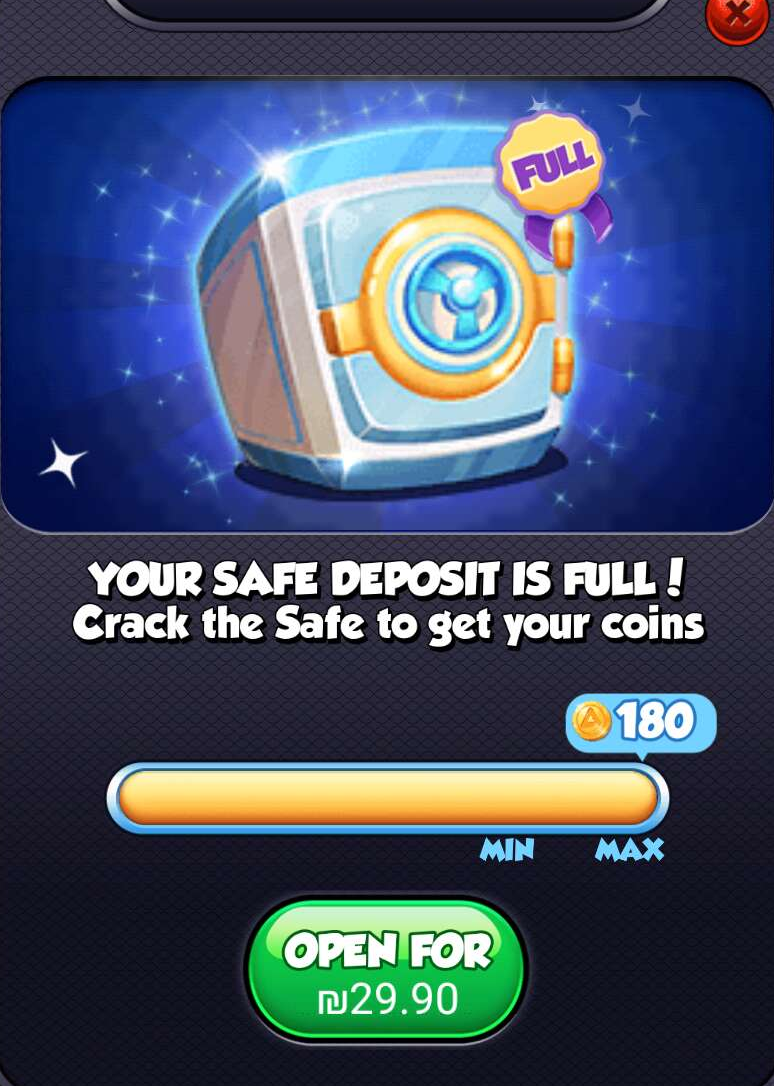 FULL
YOUR SAFE DEPOSIT IS FULL!
Crack the Safe to get your coins
180
MIN MAX
OPEN FOR
₪29.90